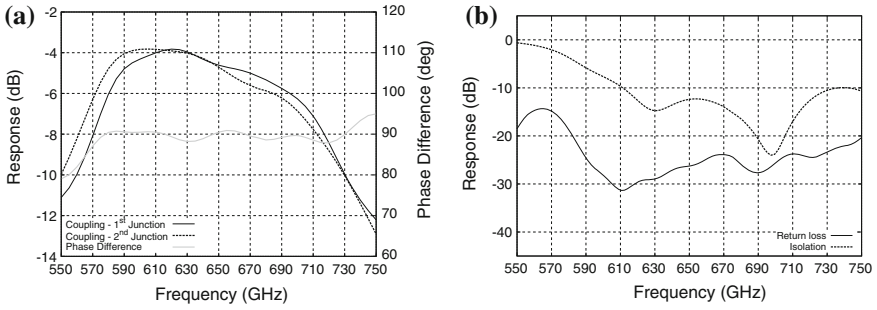 (a)
-2
-4
-6
-8
-10
-12
-14
Response (dB)
120
110
100
90
80
70
60
Phase Difference (deg)
Coupling - 1st Junction
Coupling - 2nd Junction
Phase Difference
550 570 590 610 630 650 670 690 710 730 750
Frequency (GHz)
(b)
0
-10
-20
-30
-40
Response (dB)
Return loss
Isolation
550 570 590 610 630 650 670 690 710 730 750
Frequency (GHz)